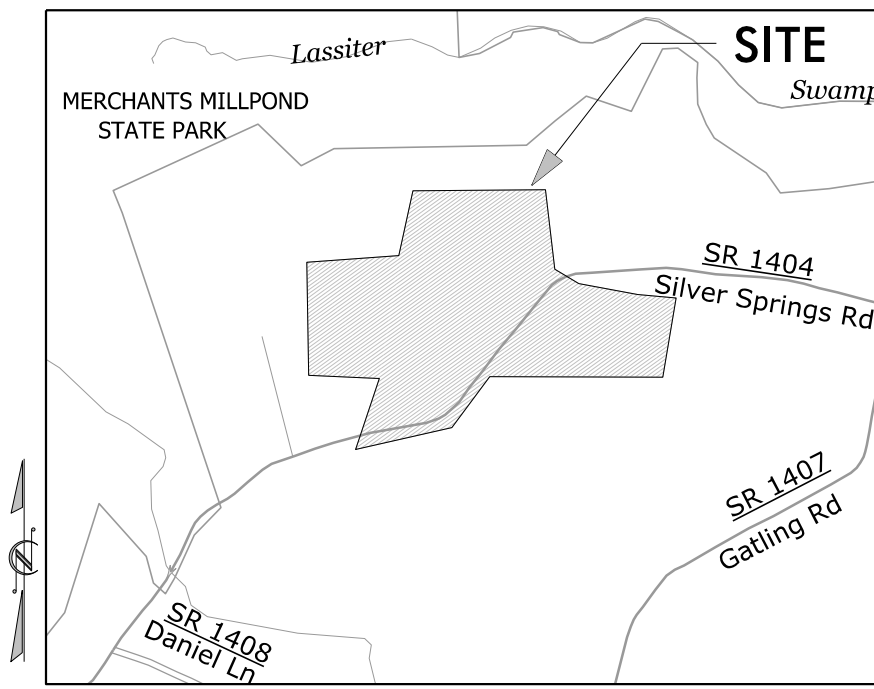 Lassiter
SITE
MERCHANTS MILLPOND
STATE PARK
Swamp
SR 1404
Silver Springs Rd
SR 1407
Gatling Rd
N
SR 1408
Daniel Ln